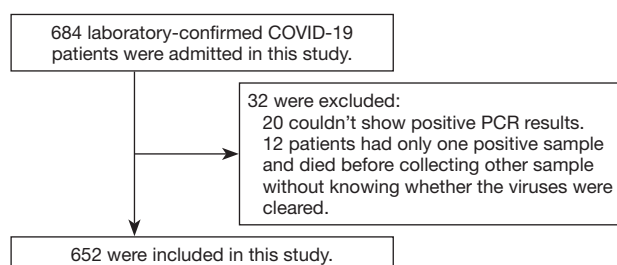 684 laboratory-confirmed COVID-19
patients were admitted in this study.
32 were excluded:
20 couldn't show positive PCR results.
12 patients had only one positive sample
and died before collecting other sample
without knowing whether the viruses were
cleared.
652 were included in this study.